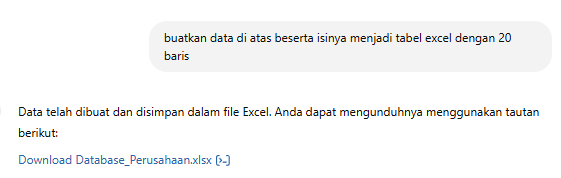 buatkan data di atas beserta isinya menjadi tabel excel dengan 20
baris
Data telah dibuat dan disimpan dalam file Excel. Anda dapat mengunduhnya menggunakan tautan
berikut:
Download Database_Perusahaan.xlsx [>-]